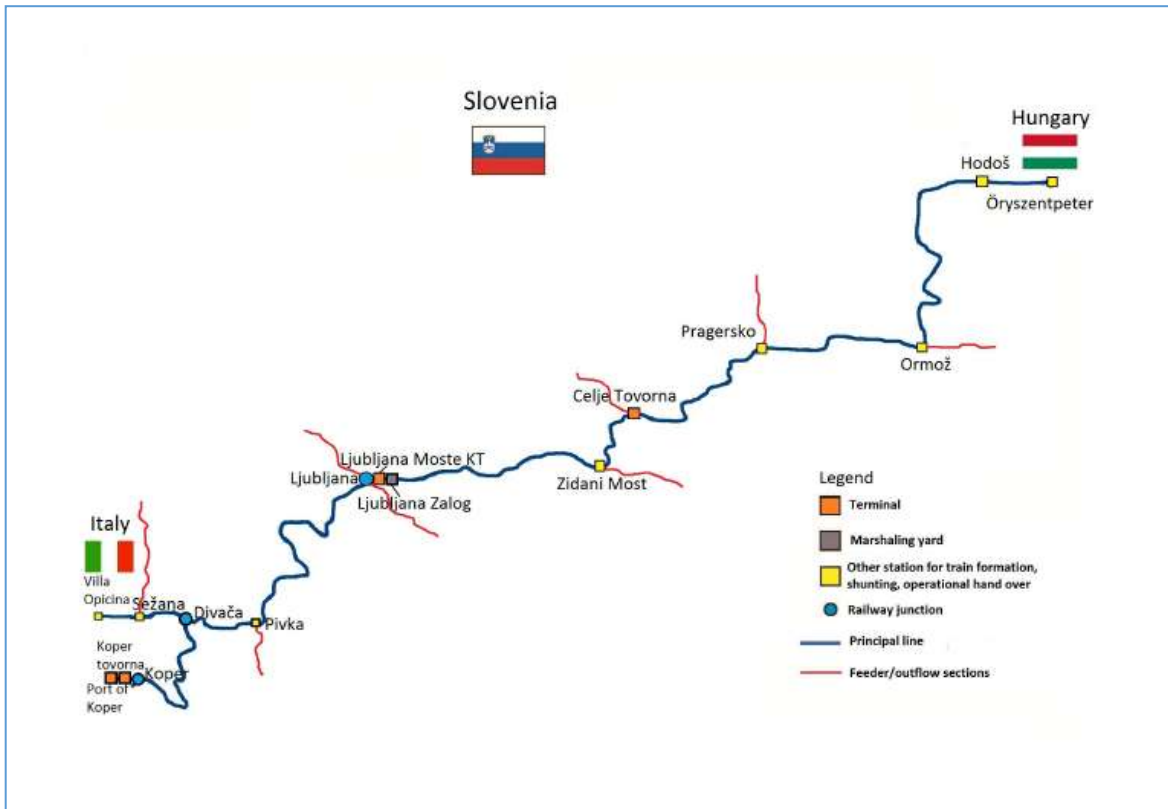 Slovenia
Hungary
Hodoš
Öryszentpeter
Pragersko
Ormož
Celje Tovorna
Ljubljana Moste KT
Ljubljana
Zidani Most
Ljubljana Zalog
Italy
Villa
Opicina
Sežana
Divača
Pivka
Koper
tovorna
Koper
Port of
Koper
Legend
Terminal
Marshaling yard
Other station for train formation,
shunting, operational hand over
Railway junction
Principal line
Feeder/outflow sections